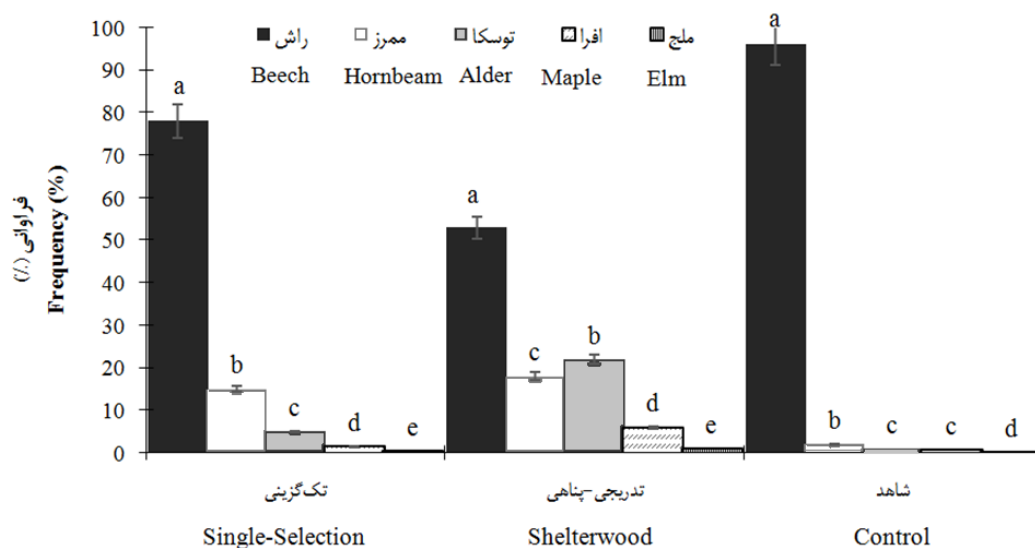 راش ممرز توسکا افرا ملج
Beech Hornbeam Alder Maple Elm
فراوانی (٪)
Frequency (%)
100
90
80
70
60
50
40
30
20
10
0
a b c d e
a c b d e
a b c c d
تک‌گزینی تدریجی-پناهی شاهد
Single-Selection Shelterwood Control